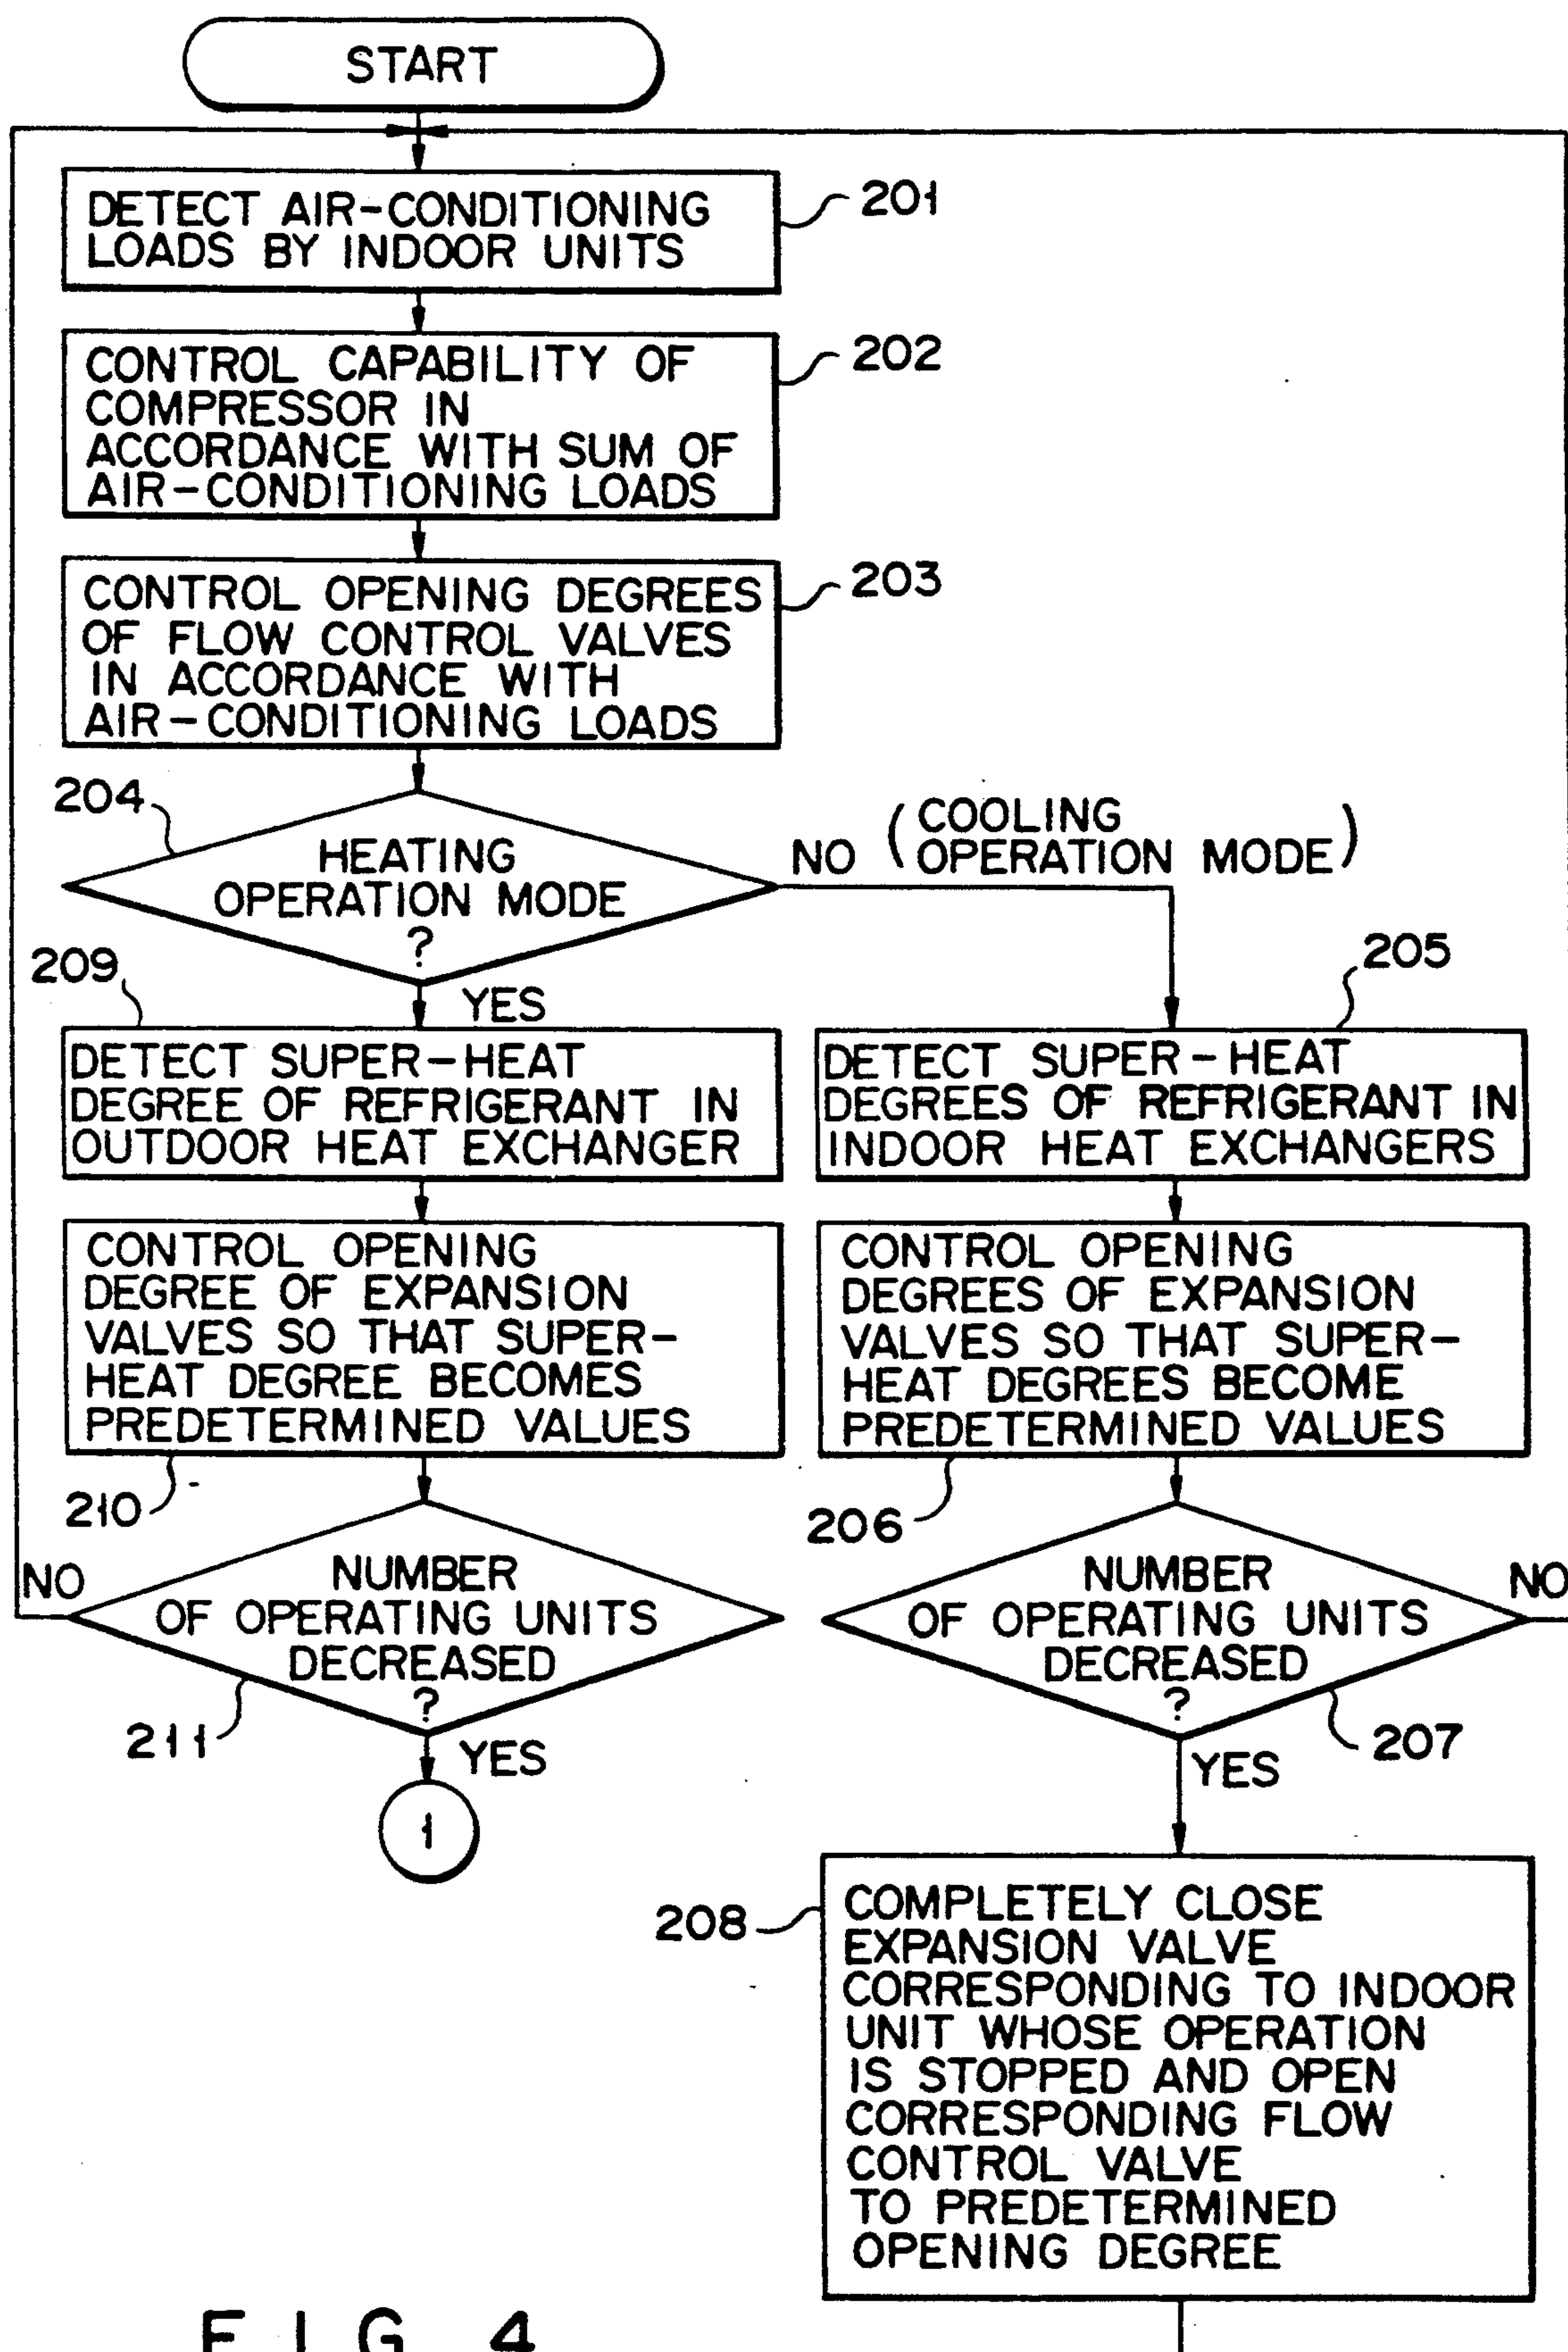 START
DETECT AIR-CONDITIONING
LOADS BY INDOOR UNITS
201
CONTROL CAPABILITY OF
COMPRESSOR IN
ACCORDANCE WITH SUM OF
AIR-CONDITIONING LOADS
202
CONTROL OPENING DEGREES
OF FLOW CONTROL VALVES
IN ACCORDANCE WITH
AIR-CONDITIONING LOADS
203
204
HEATING
OPERATION MODE
?
NO (COOLING
OPERATION MODE)
YES
209
DETECT SUPER-HEAT
DEGREE OF REFRIGERANT IN
OUTDOOR HEAT EXCHANGER
205
DETECT SUPER-HEAT
DEGREES OF REFRIGERANT IN
INDOOR HEAT EXCHANGERS
CONTROL OPENING
DEGREE OF EXPANSION
VALVES SO THAT SUPER-
HEAT DEGREE BECOMES
PREDETERMINED VALUES
210
CONTROL OPENING
DEGREES OF EXPANSION
VALVES SO THAT SUPER-
HEAT DEGREES BECOME
PREDETERMINED VALUES
206
NO
NUMBER
OF OPERATING UNITS
DECREASED
?
211
YES
1
NUMBER
OF OPERATING UNITS
DECREASED
?
NO
207
YES
208
COMPLETELY CLOSE
EXPANSION VALVE
CORRESPONDING TO INDOOR
UNIT WHOSE OPERATION
IS STOPPED AND OPEN
CORRESPONDING FLOW
CONTROL VALVE
TO PREDETERMINED
OPENING DEGREE
FIG. 4